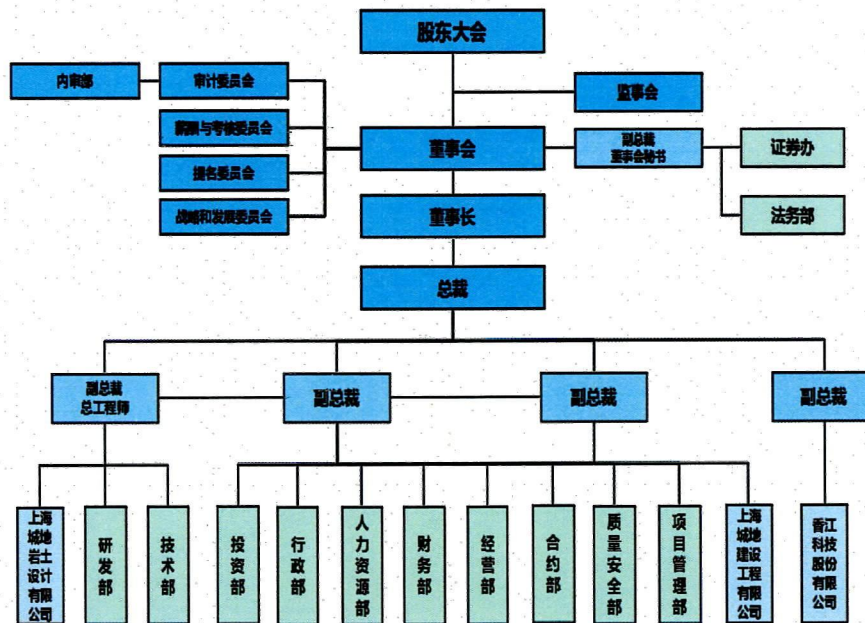 股东大会
内审部
审计委员会
监事会
薪酬与考核委员会
董事会
副总裁
董事会秘书
证券办
提名委员会
战略和发展委员会
董事长
法务部
总裁
副总裁
总工程师
副总裁
副总裁
副总裁
上海
城地
岩土
设计
有限
公司
研发部
技术部
投资部
行政部
人力资源部
财务部
经营部
合约部
质量安全部
项目管理部
上海
城地
建设
工程
有限
公司
香江
科技
股份
有限
公司